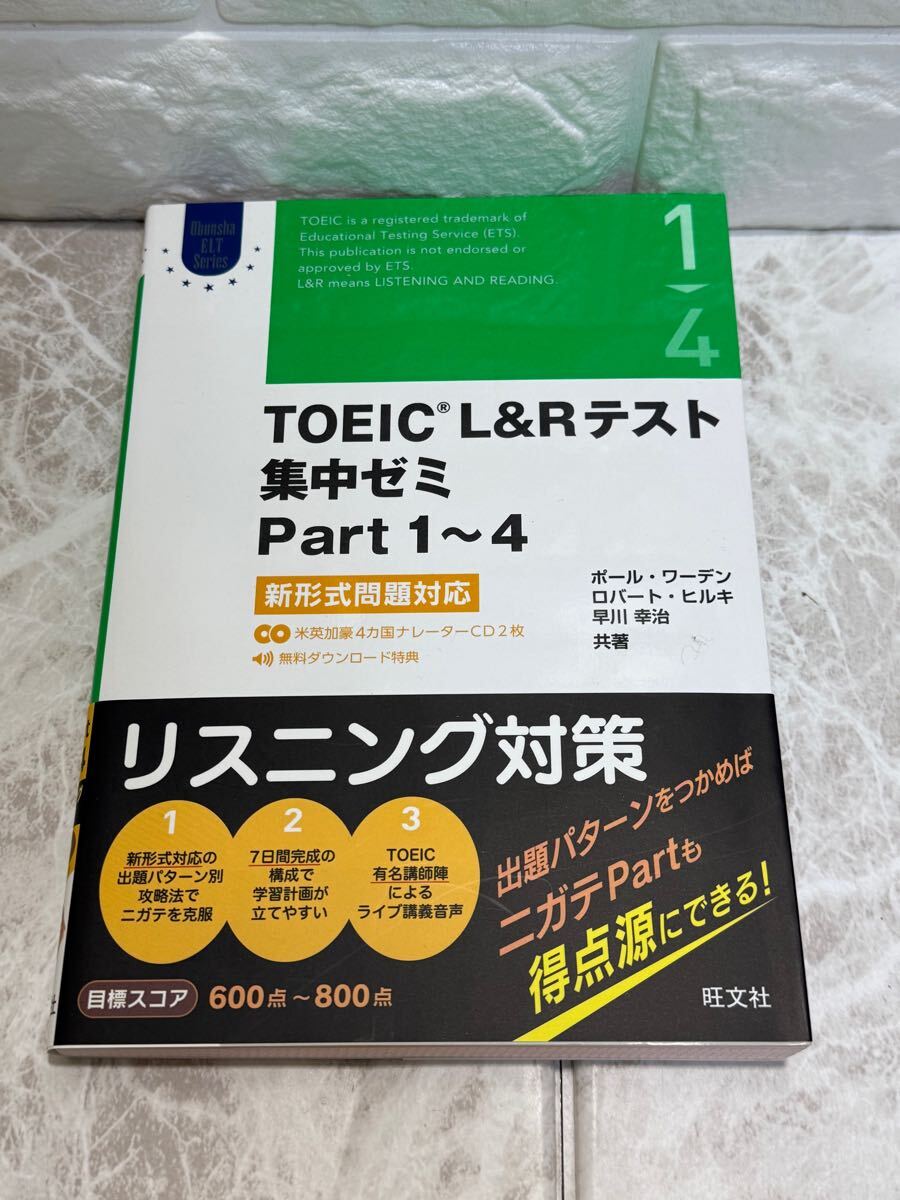 Obunsha
ELT
Series
TOEIC is a registered trademark of
Educational Testing Service (ETS).
This publication is not endorsed or
approved by ETS.
L&R means LISTENING AND READING.
1
4
TOEIC® L&Rテスト
集中ゼミ
Part 1～4
新形式問題対応
米英加豪4カ国ナレーターCD2枚
無料ダウンロード特典
ポール・ワーデン
ロバート・ヒルキ
早川 幸治
共著
リスニング対策
1
新形式対応の
出題パターン別
攻略法で
ニガテを克服
2
7日間完成の
構成で
学習計画が
立てやすい
3
TOEIC
有名講師陣
による
ライブ講義音声
出題パターンをつかめば
ニガテPartも
得点源にできる!
目標スコア 600点～800点
旺文社